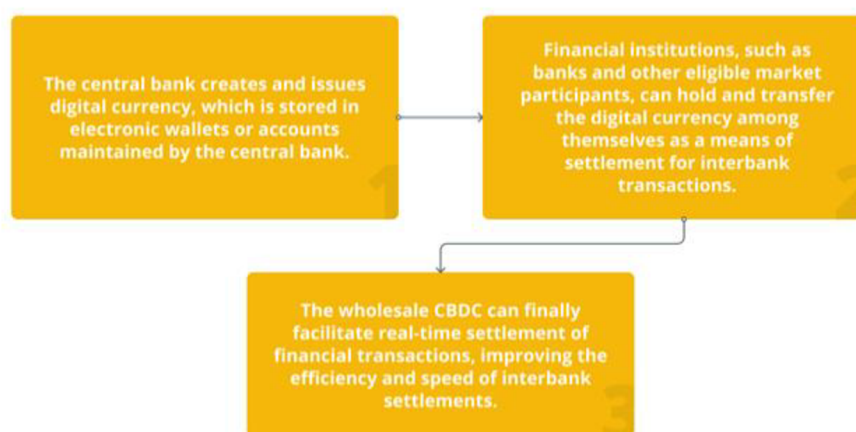 The central bank creates and issues
digital currency, which is stored in
electronic wallets or accounts
maintained by the central bank.
1
Financial institutions, such as
banks and other eligible market
participants, can hold and transfer
the digital currency among
themselves as a means of
settlement for interbank
transactions.
2
The wholesale CBDC can finally
facilitate real-time settlement of
financial transactions, improving the
efficiency and speed of interbank
settlements.
3